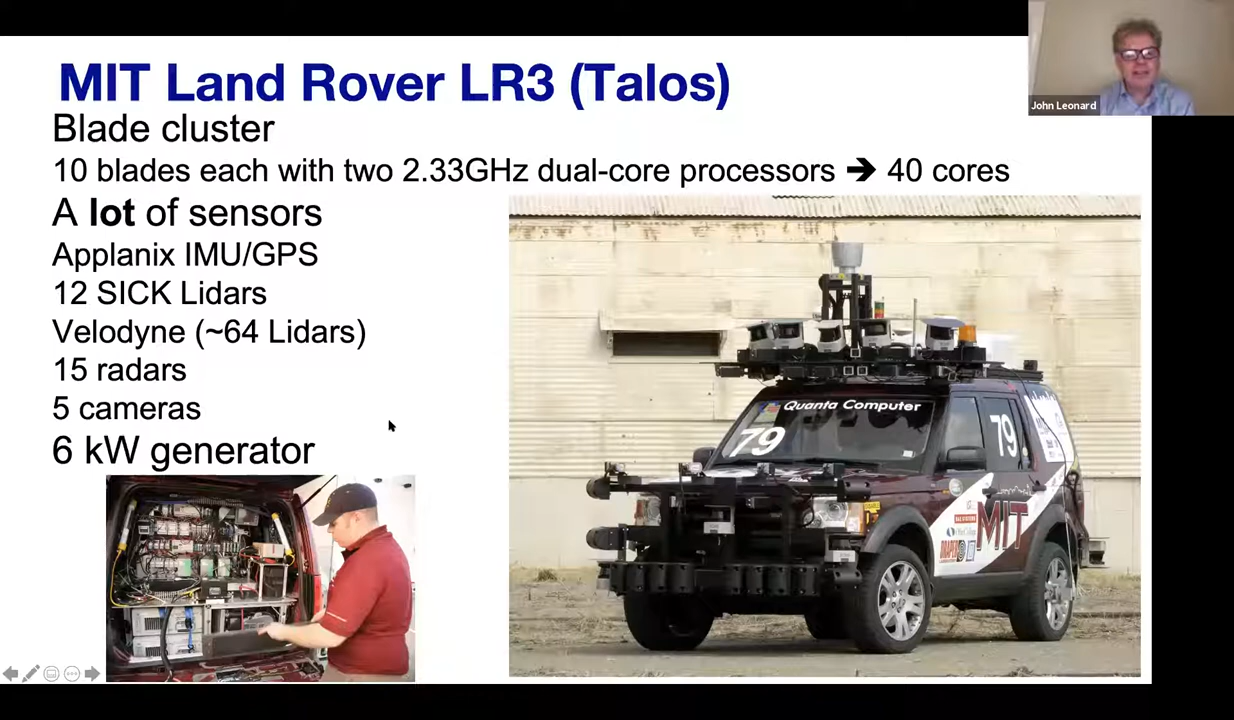 MIT Land Rover LR3 (Talos)
John Leonard
Blade cluster
10 blades each with two 2.33GHz dual-core processors ➔ 40 cores
A lot of sensors
Applanix IMU/GPS
12 SICK Lidars
Velodyne (~64 Lidars)
15 radars
5 cameras
6 kW generator
Quanta Computer
79
79
MIT